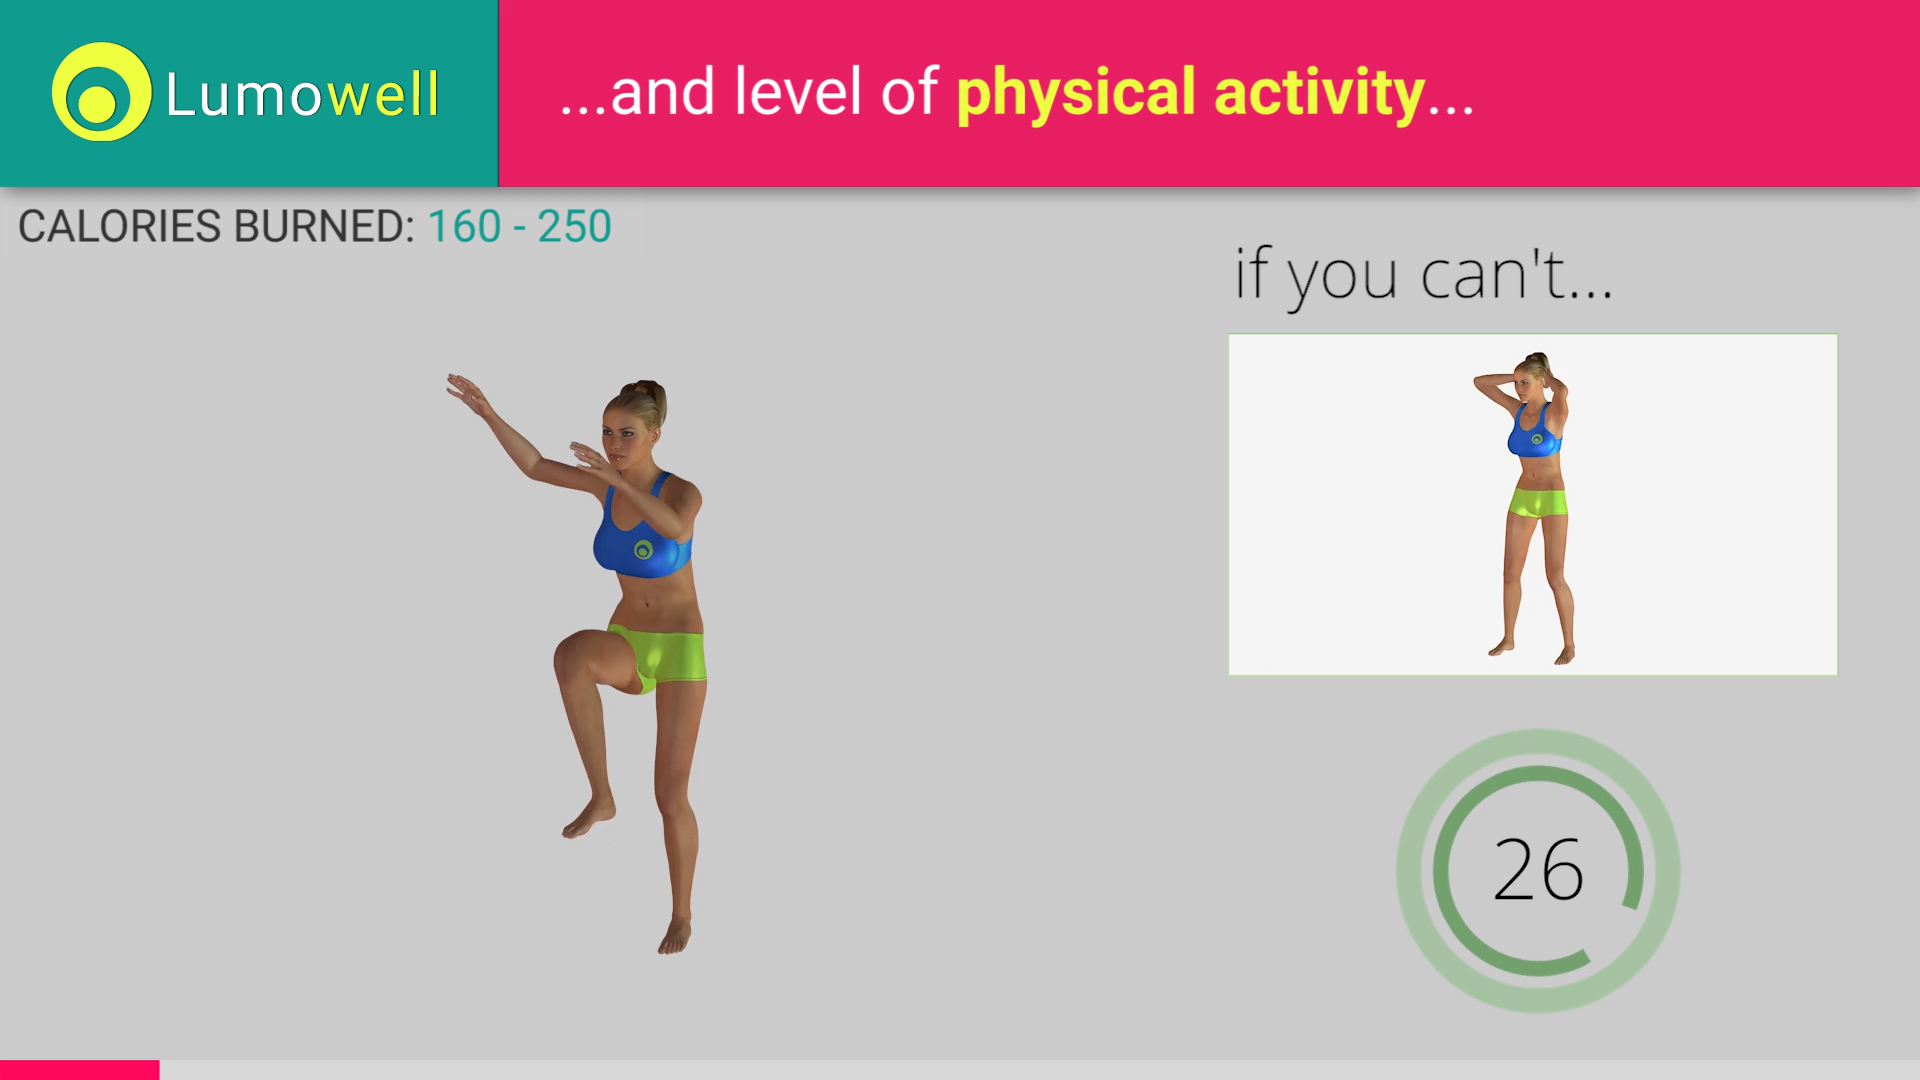 Lumowell
...and level of physical activity...
CALORIES BURNED: 160 - 250
if you can't...
26